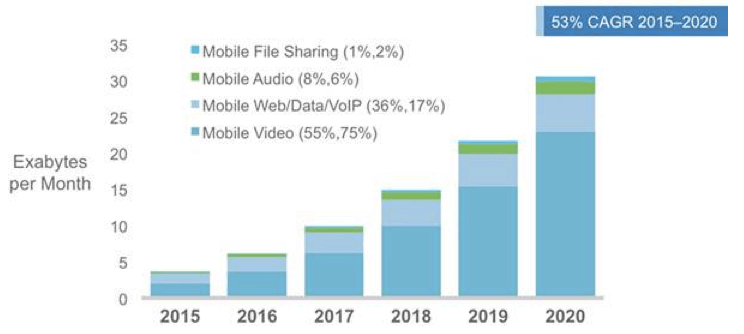 53% CAGR 2015–2020
35
30
25
20
15
10
5
0
Exabytes
per Month
Mobile File Sharing (1%,2%)
Mobile Audio (8%,6%)
Mobile Web/Data/VoIP (36%,17%)
Mobile Video (55%,75%)
2015 2016 2017 2018 2019 2020